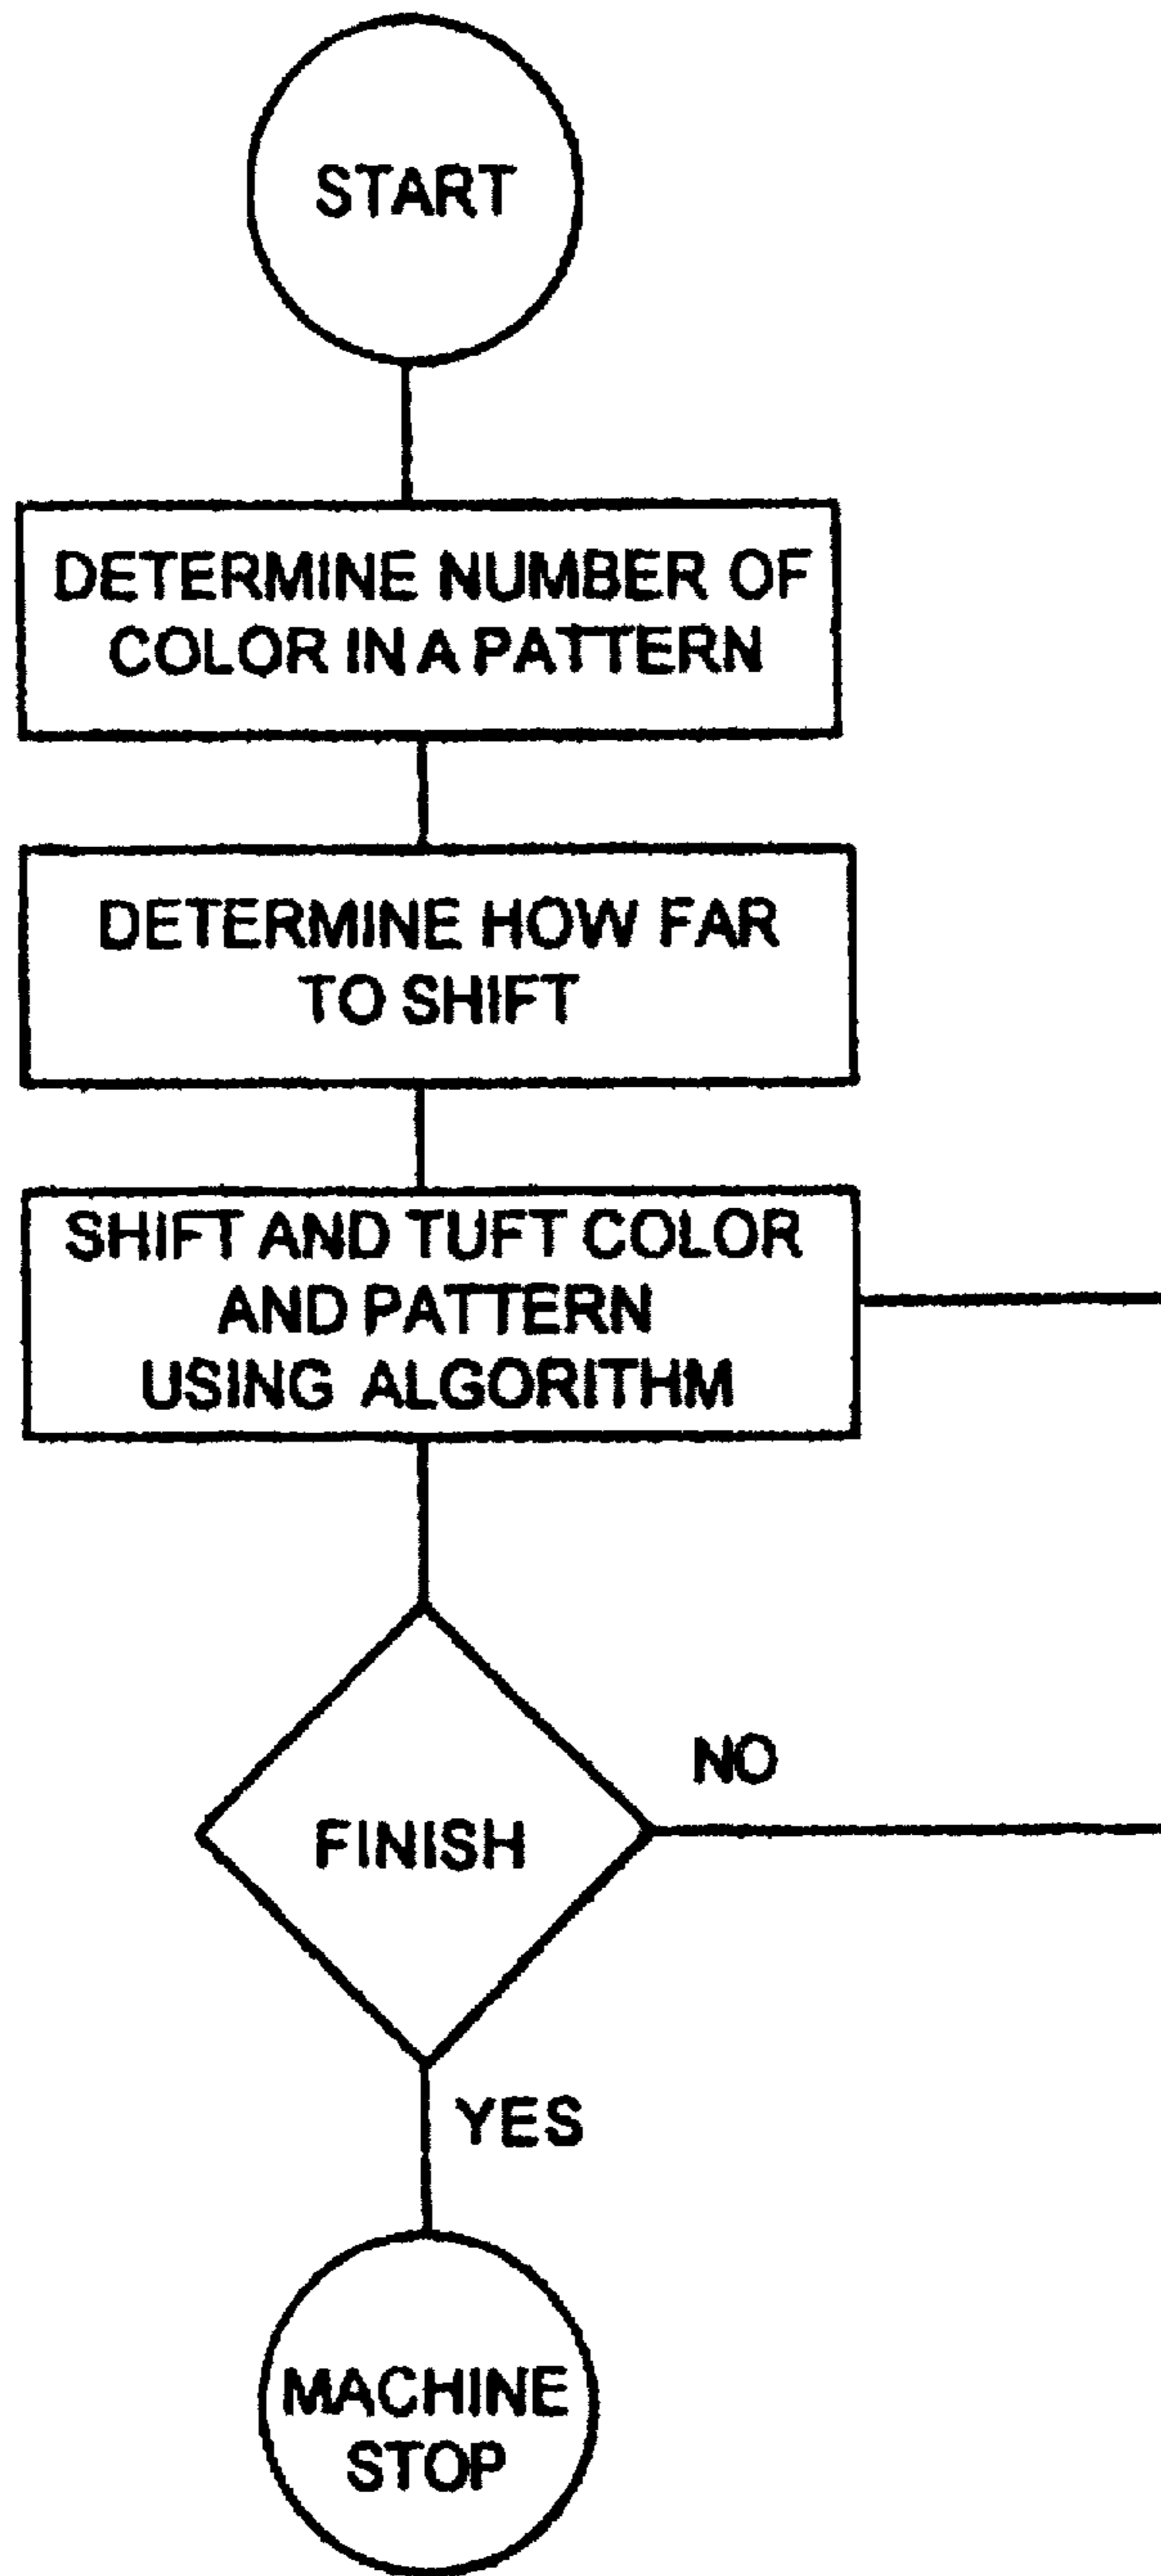 START
DETERMINE NUMBER OF
COLOR IN A PATTERN
DETERMINE HOW FAR
TO SHIFT
SHIFT AND TUFT COLOR
AND PATTERN
USING ALGORITHM
FINISH
NO
YES
MACHINE
STOP